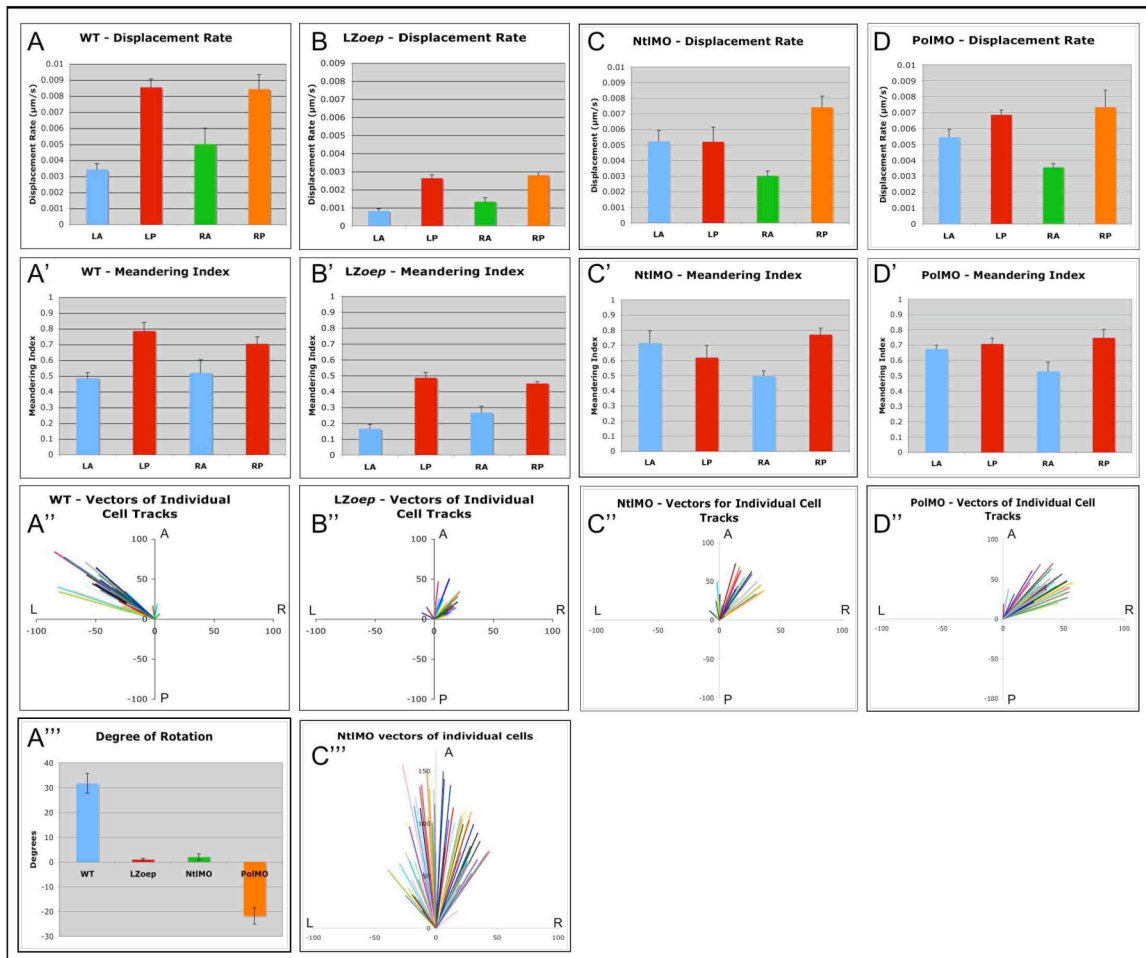 A
WT - Displacement Rate
Displacement Rate (µm/s)
0.01
0.009
0.008
0.007
0.006
0.005
0.004
0.003
0.002
0.001
0
LA LP RA RP
B
LZoep - Displacement Rate
Displacement Rate (µm/s)
0.01
0.009
0.008
0.007
0.006
0.005
0.004
0.003
0.002
0.001
0
LA LP RA RP
C
NtlMO - Displacement Rate
Displacement Rate (µm/s)
0.01
0.009
0.008
0.007
0.006
0.005
0.004
0.003
0.002
0.001
0
LA LP RA RP
D
PolMO - Displacement Rate
Displacement Rate (µm/s)
0.01
0.009
0.008
0.007
0.006
0.005
0.004
0.003
0.002
0.001
0
LA LP RA RP
A'
WT - Meandering Index
Meandering Index
1
0.9
0.8
0.7
0.6
0.5
0.4
0.3
0.2
0.1
0
LA LP RA RP
B'
LZoep - Meandering Index
Meandering Index
1
0.9
0.8
0.7
0.6
0.5
0.4
0.3
0.2
0.1
0
LA LP RA RP
C'
NtlMO - Meandering Index
Meandering Index
1
0.9
0.8
0.7
0.6
0.5
0.4
0.3
0.2
0.1
0
LA LP RA RP
D'
PolMO - Meandering Index
Meandering Index
1
0.9
0.8
0.7
0.6
0.5
0.4
0.3
0.2
0.1
0
LA LP RA RP
A''
WT - Vectors of Individual
Cell Tracks
A
100
50
L
R
0
-100 -50 0 50 100
-50
-100
P
B''
LZoep - Vectors of Individual
Cell Tracks
A
100
50
L
R
0
-100 -50 0 50 100
-50
-100
P
C''
NtlMO - Vectors for Individual Cell
Tracks
A
100
50
L
R
0
-100 -50 0 50 100
-50
-100
P
D''
PolMO - Vectors of Individual Cell
Tracks
A
100
50
L
R
0
-100 -50 0 50 100
-50
-100
P
A'''
Degree of Rotation
Degrees
40
30
20
10
0
-10
-20
-30
WT LZoep NtlMO PolMO
C'''
NtlMO vectors of individual cells
A
150
100
50
L
R
0
-100 -50 0 50 100